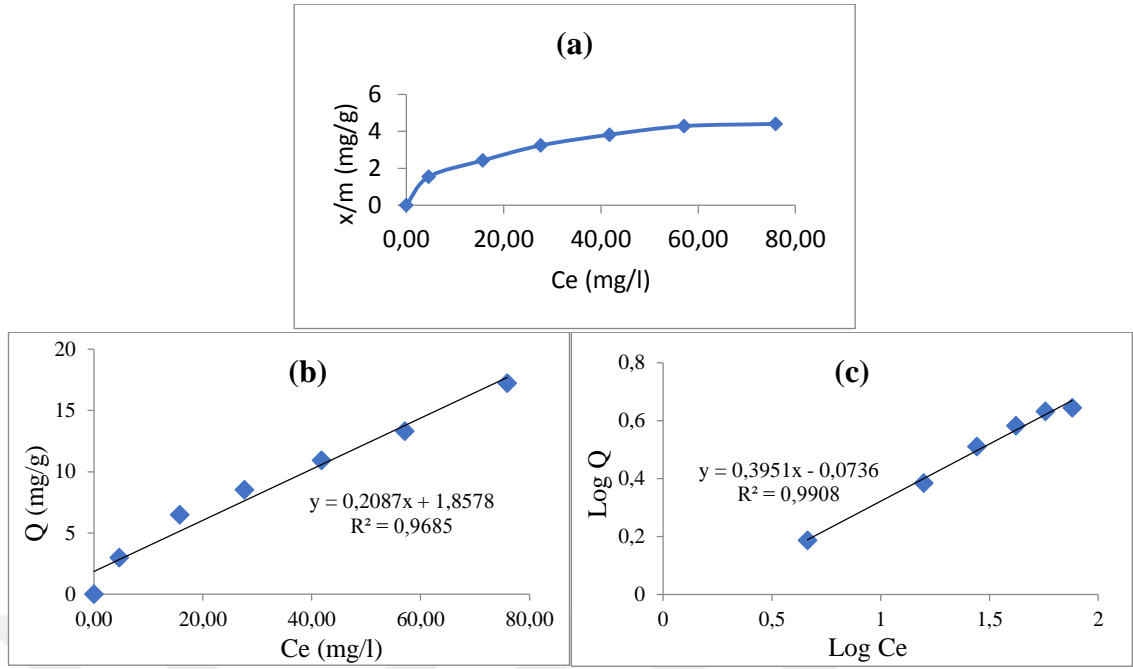 (a)
x/m (mg/g)
6
4
2
0
0,00 20,00 40,00 60,00 80,00
Ce (mg/l)
(b)
Q (mg/g)
20
15
10
5
0
y = 0,2087x + 1,8578
R² = 0,9685
0,00 20,00 40,00 60,00 80,00
Ce (mg/l)
(c)
Log Q
0,8
0,6
0,4
0,2
0
y = 0,3951x - 0,0736
R² = 0,9908
0 0,5 1 1,5 2
Log Ce